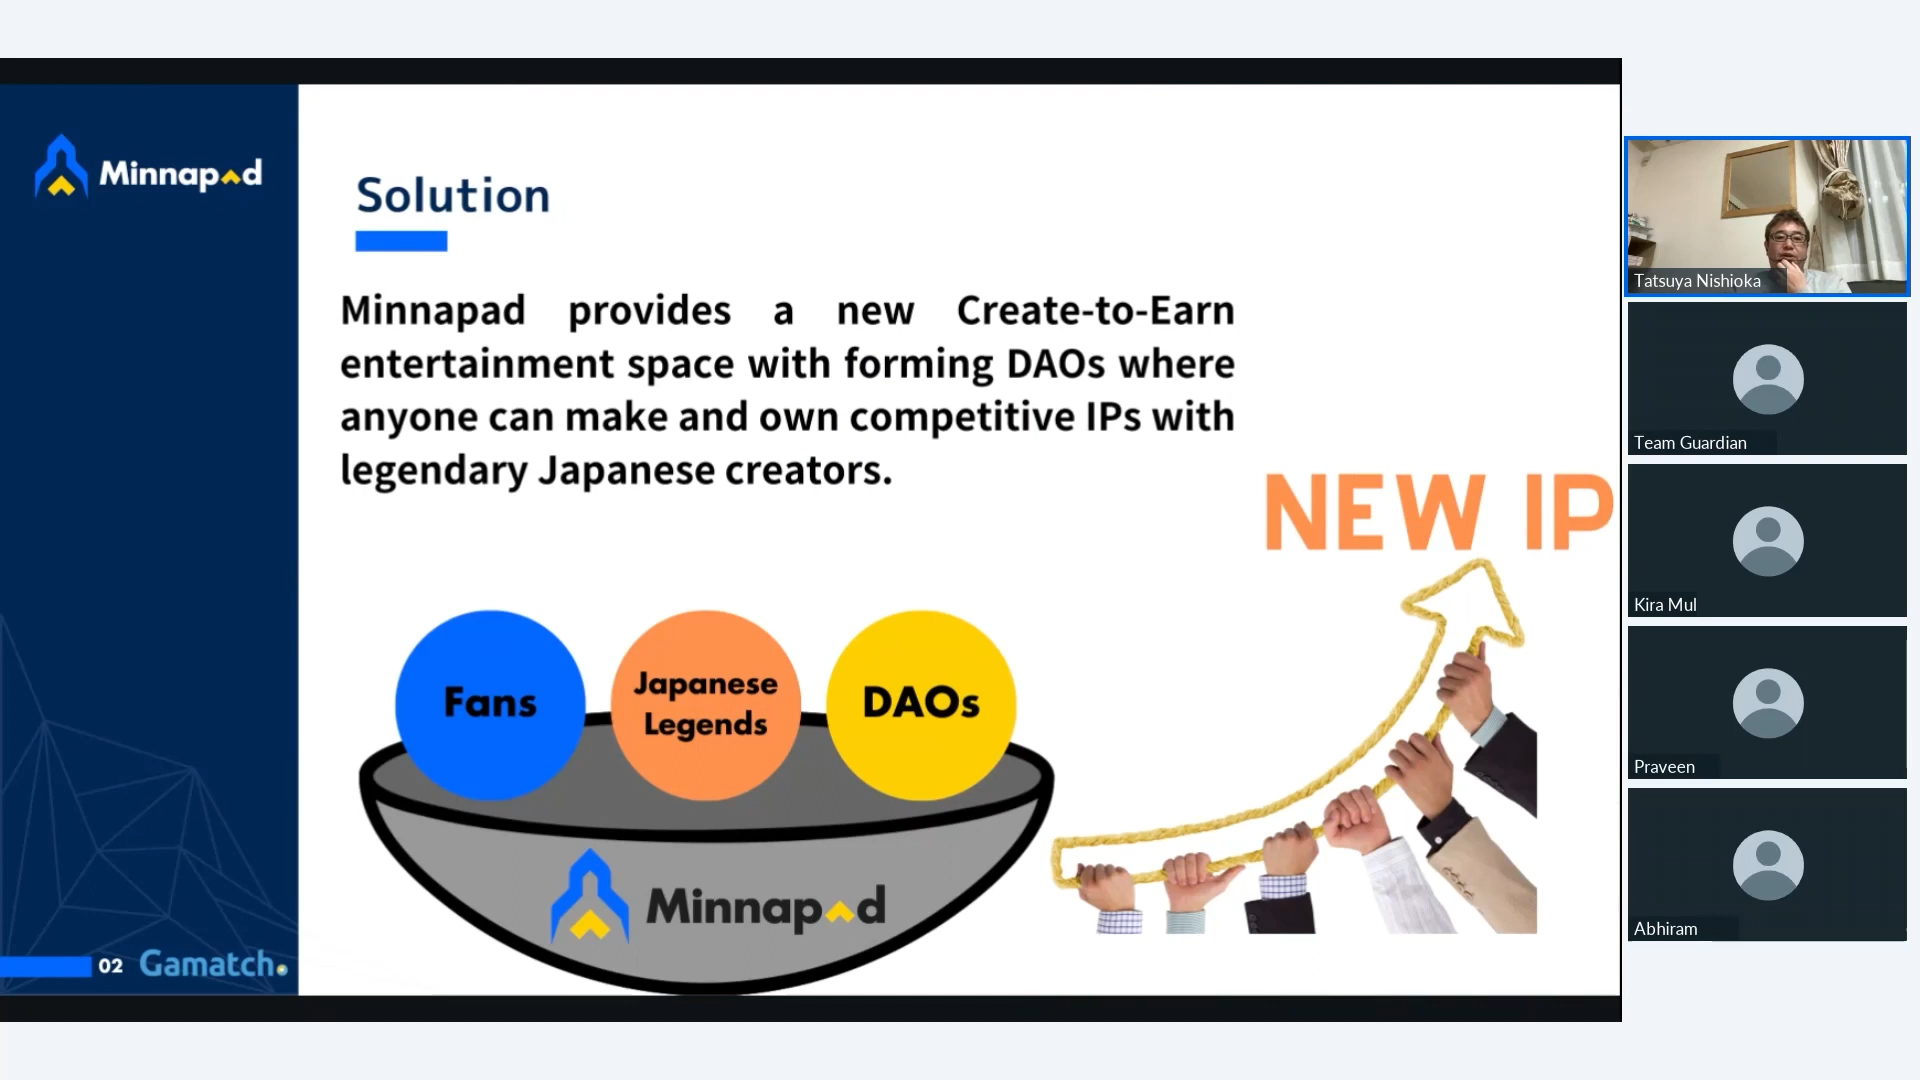 Minnapad
Solution
Minnapad provides a new Create-to-Earn
entertainment space with forming DAOs where
anyone can make and own competitive IPs with
legendary Japanese creators.
NEW IP
Fans
Japanese
Legends
DAOs
Minnapad
02 Gamatch.
Tatsuya Nishioka
Team Guardian
Kira Mul
Praveen
Abhiram